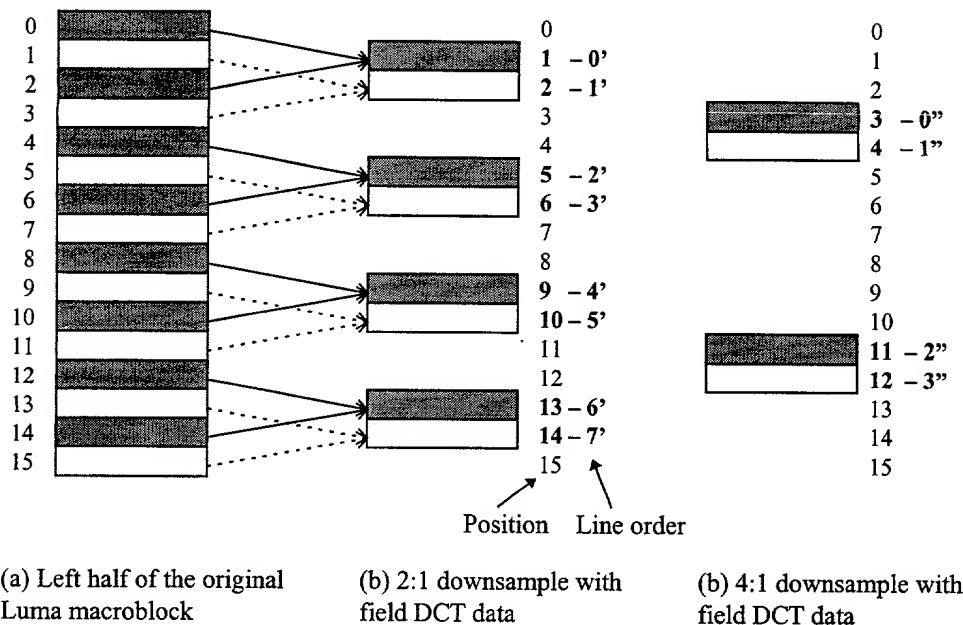 0
1
2
3
4
5
6
7
8
9
10
11
12
13
14
15
0
1 – 0’
2 – 1’
3
4
5 – 2’
6 – 3’
7
8
9 – 4’
10 – 5’
11
12
13 – 6’
14 – 7’
15
Position Line order
0
1
2
3 – 0”
4 – 1”
5
6
7
8
9
10
11 – 2”
12 – 3”
13
14
15
(a) Left half of the original
Luma macroblock
(b) 2:1 downsample with
field DCT data
(b) 4:1 downsample with
field DCT data